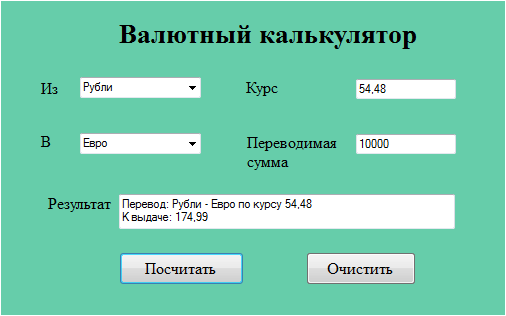 Валютный калькулятор
Из Рубли Курс 54,48
В Евро Переводимая 10000
сумма
Результат Перевод: Рубли - Евро по курсу 54,48
К выдаче: 174,99
Посчитать Очистить